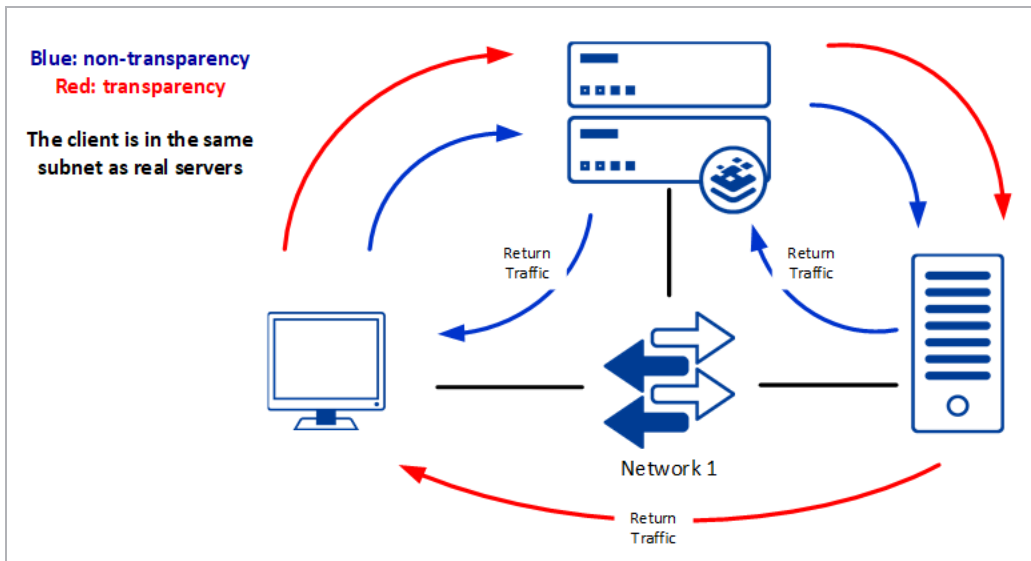 Blue: non-transparency
Red: transparency
The client is in the same
subnet as real servers
Return
Traffic
Return
Traffic
Network 1
Return
Traffic